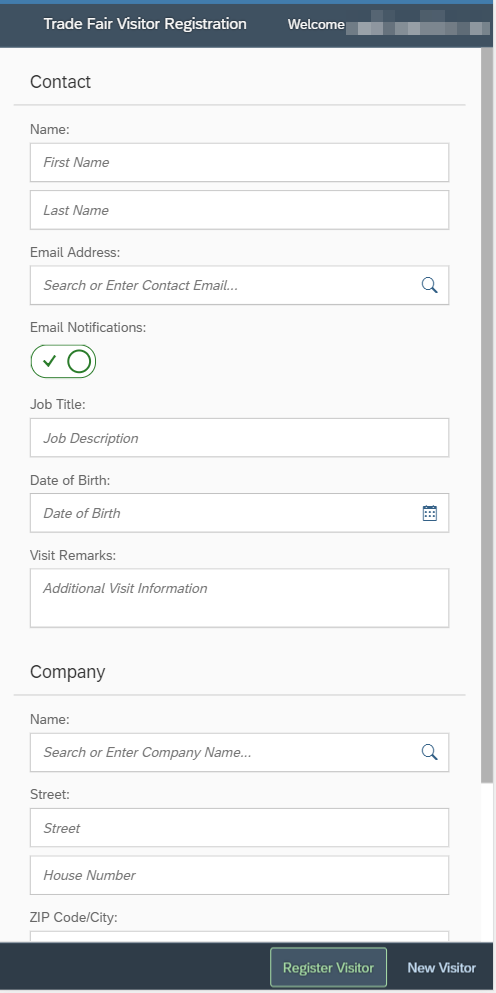 Trade Fair Visitor Registration Welcome
Contact
Name:
First Name
Last Name
Email Address:
Search or Enter Contact Email...
Email Notifications:
Job Title:
Job Description
Date of Birth:
Date of Birth
Visit Remarks:
Additional Visit Information
Company
Name:
Search or Enter Company Name...
Street:
Street
House Number
ZIP Code/City:
Register Visitor New Visitor